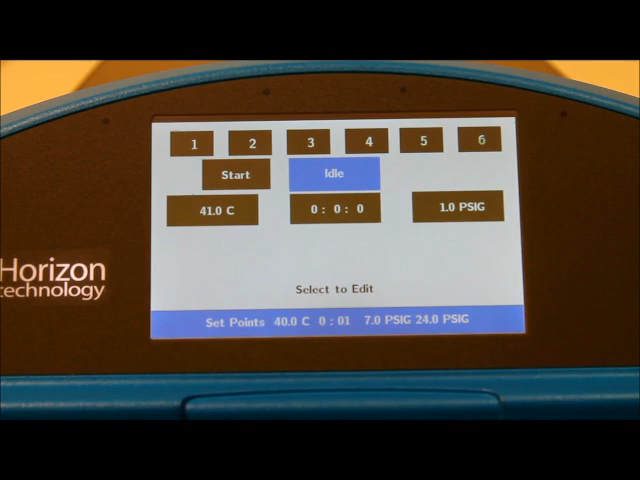 1 2 3 4 5 6
Start Idle
41.0 C 0 : 0 : 0 1.0 PSIG
Horizon
technology
Select to Edit
Set Points 40.0 C 0 : 01 7.0 PSIG 24.0 PSIG